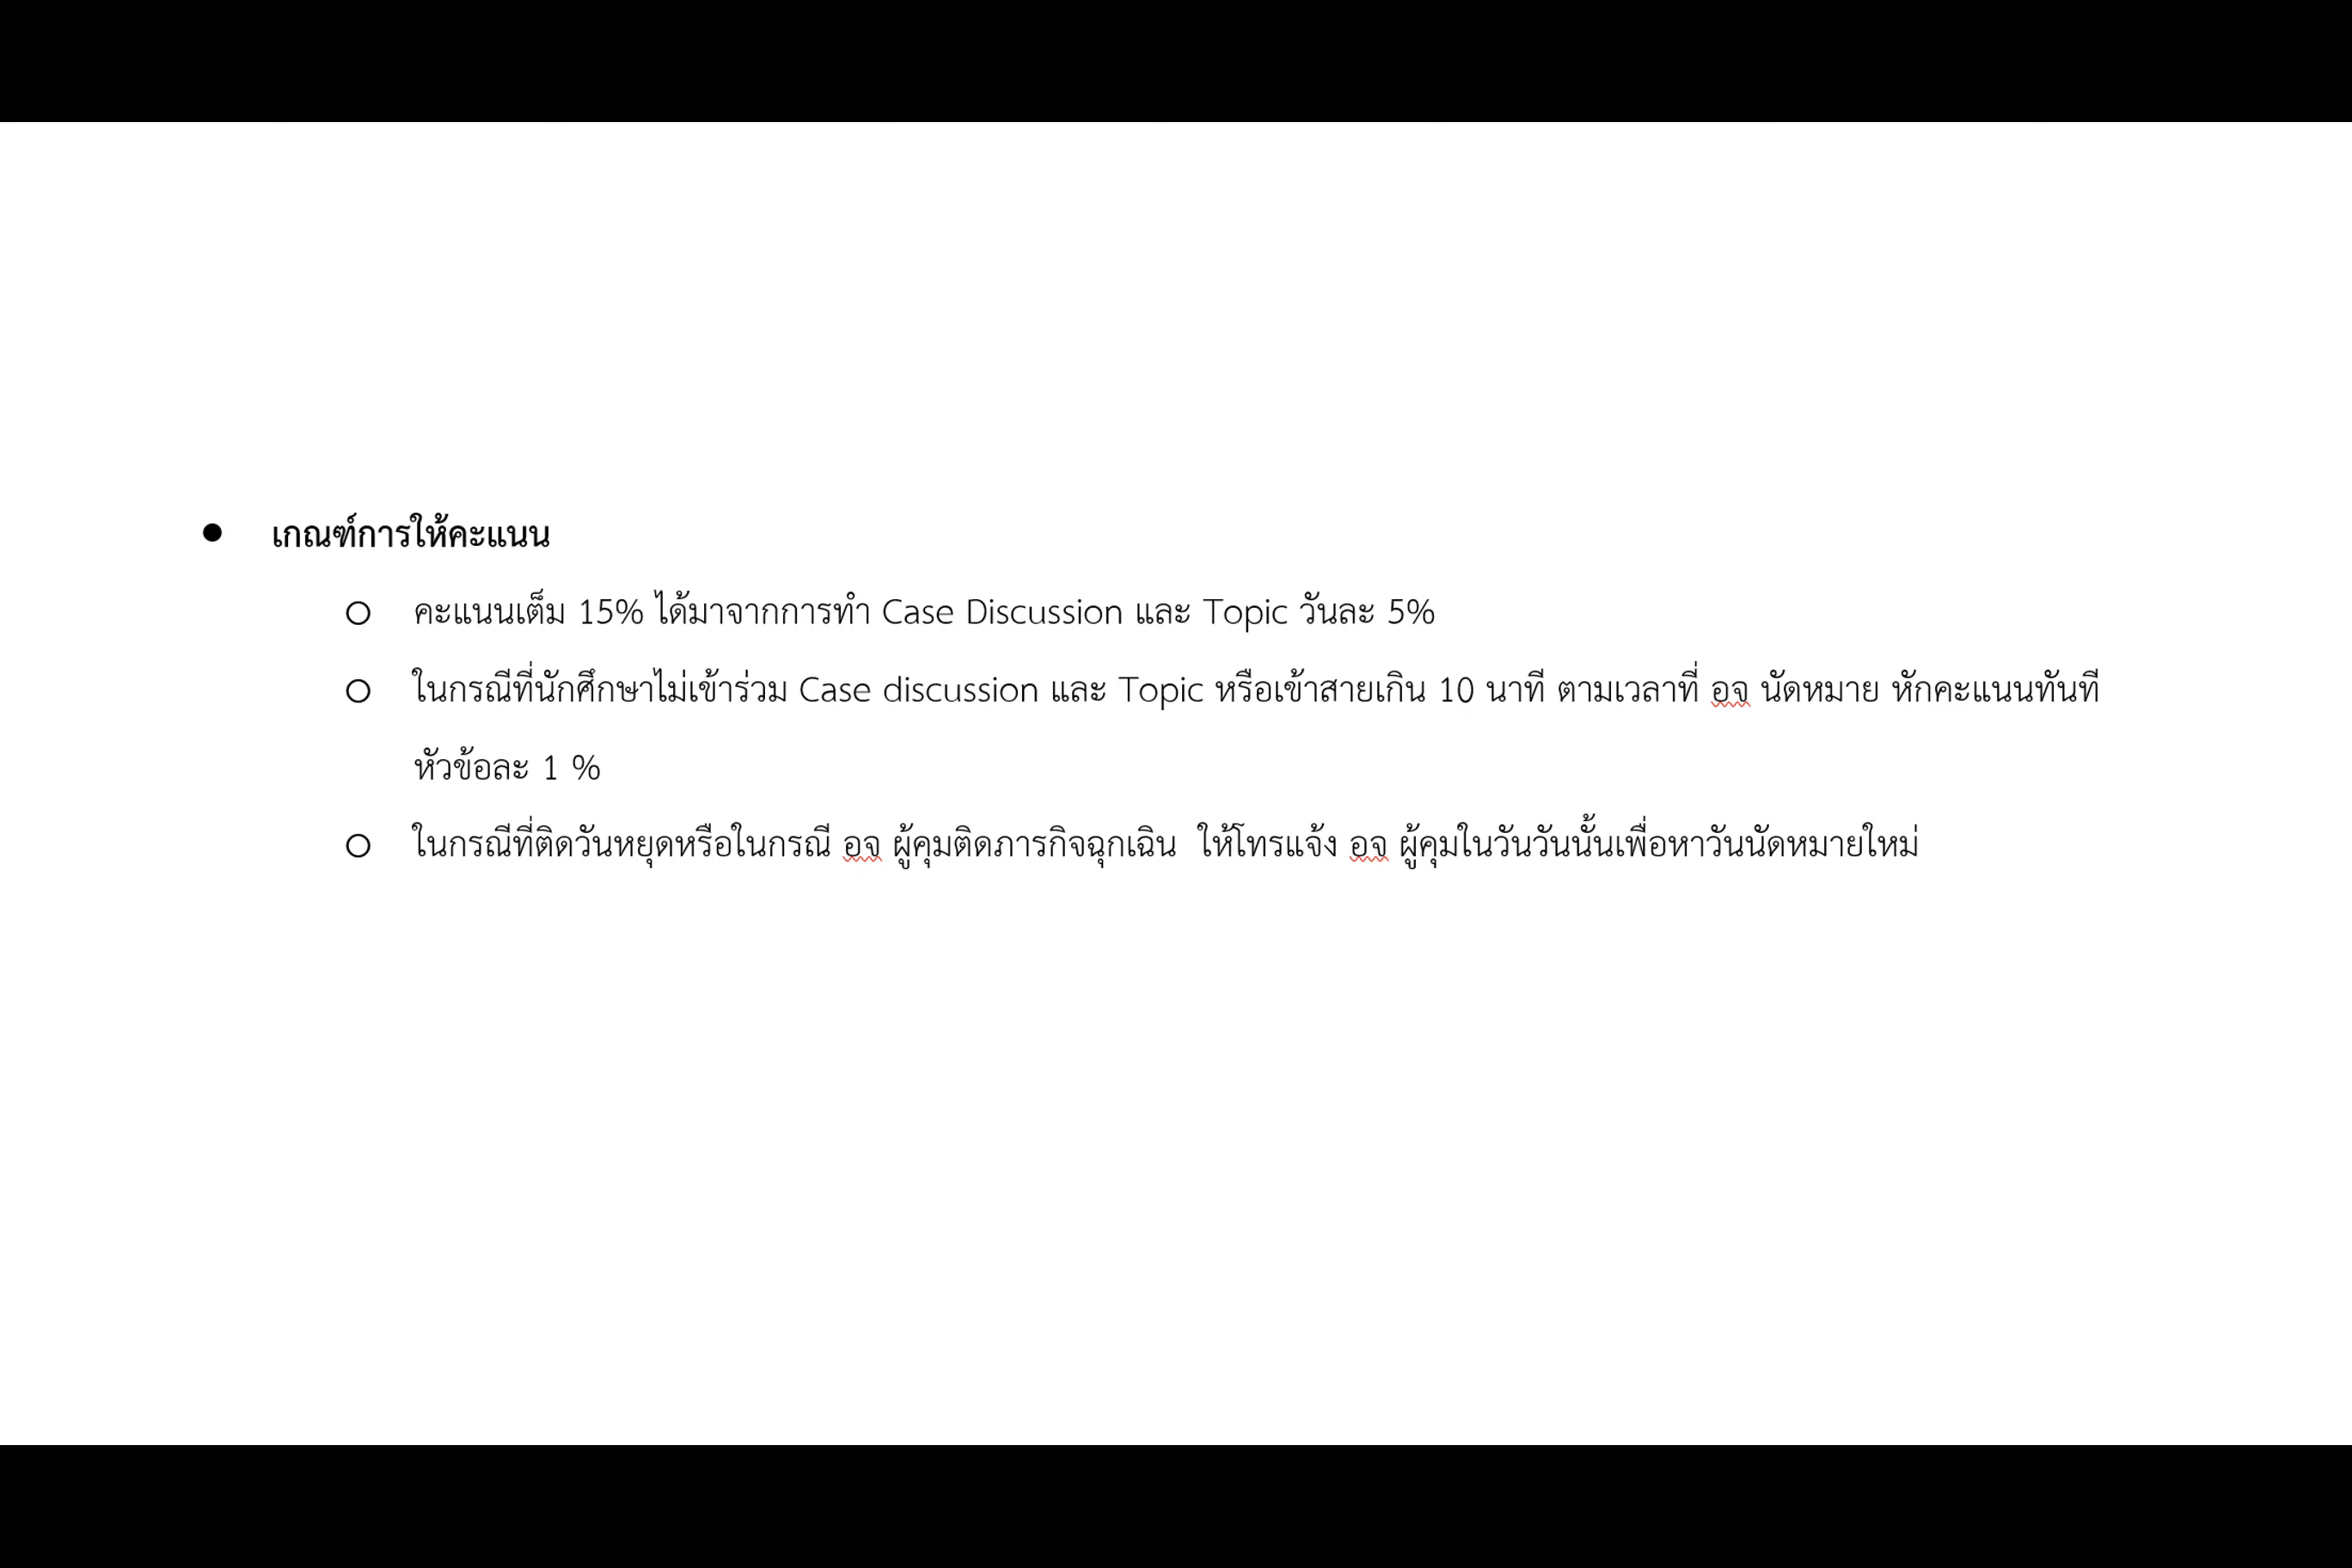 ● เกณฑ์การให้คะแนน
○ คะแนนเต็ม 15% ได้มาจากการทำ Case Discussion และ Topic วันละ 5%
○ ในกรณีที่นักศึกษาไม่เข้าร่วม Case discussion และ Topic หรือเข้าสายเกิน 10 นาที ตามเวลาที่ อจ นัดหมาย หักคะแนนทันที
หัวข้อละ 1 %
○ ในกรณีที่ติดวันหยุดหรือในกรณี อจ ผู้คุมติดภารกิจฉุกเฉิน ให้โทรแจ้ง อจ ผู้คุมในวันวันนั้นเพื่อหาวันนัดหมายใหม่